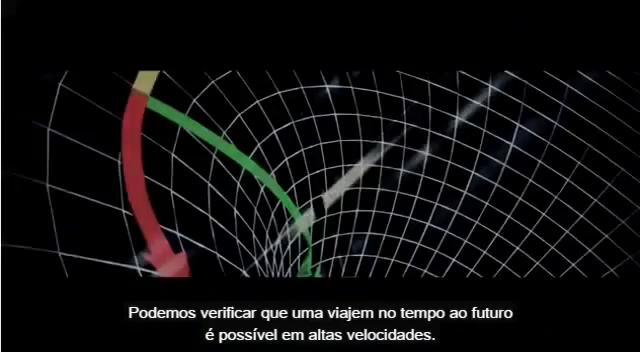 Podemos verificar que uma viajem no tempo ao futuro
é possível em altas velocidades.